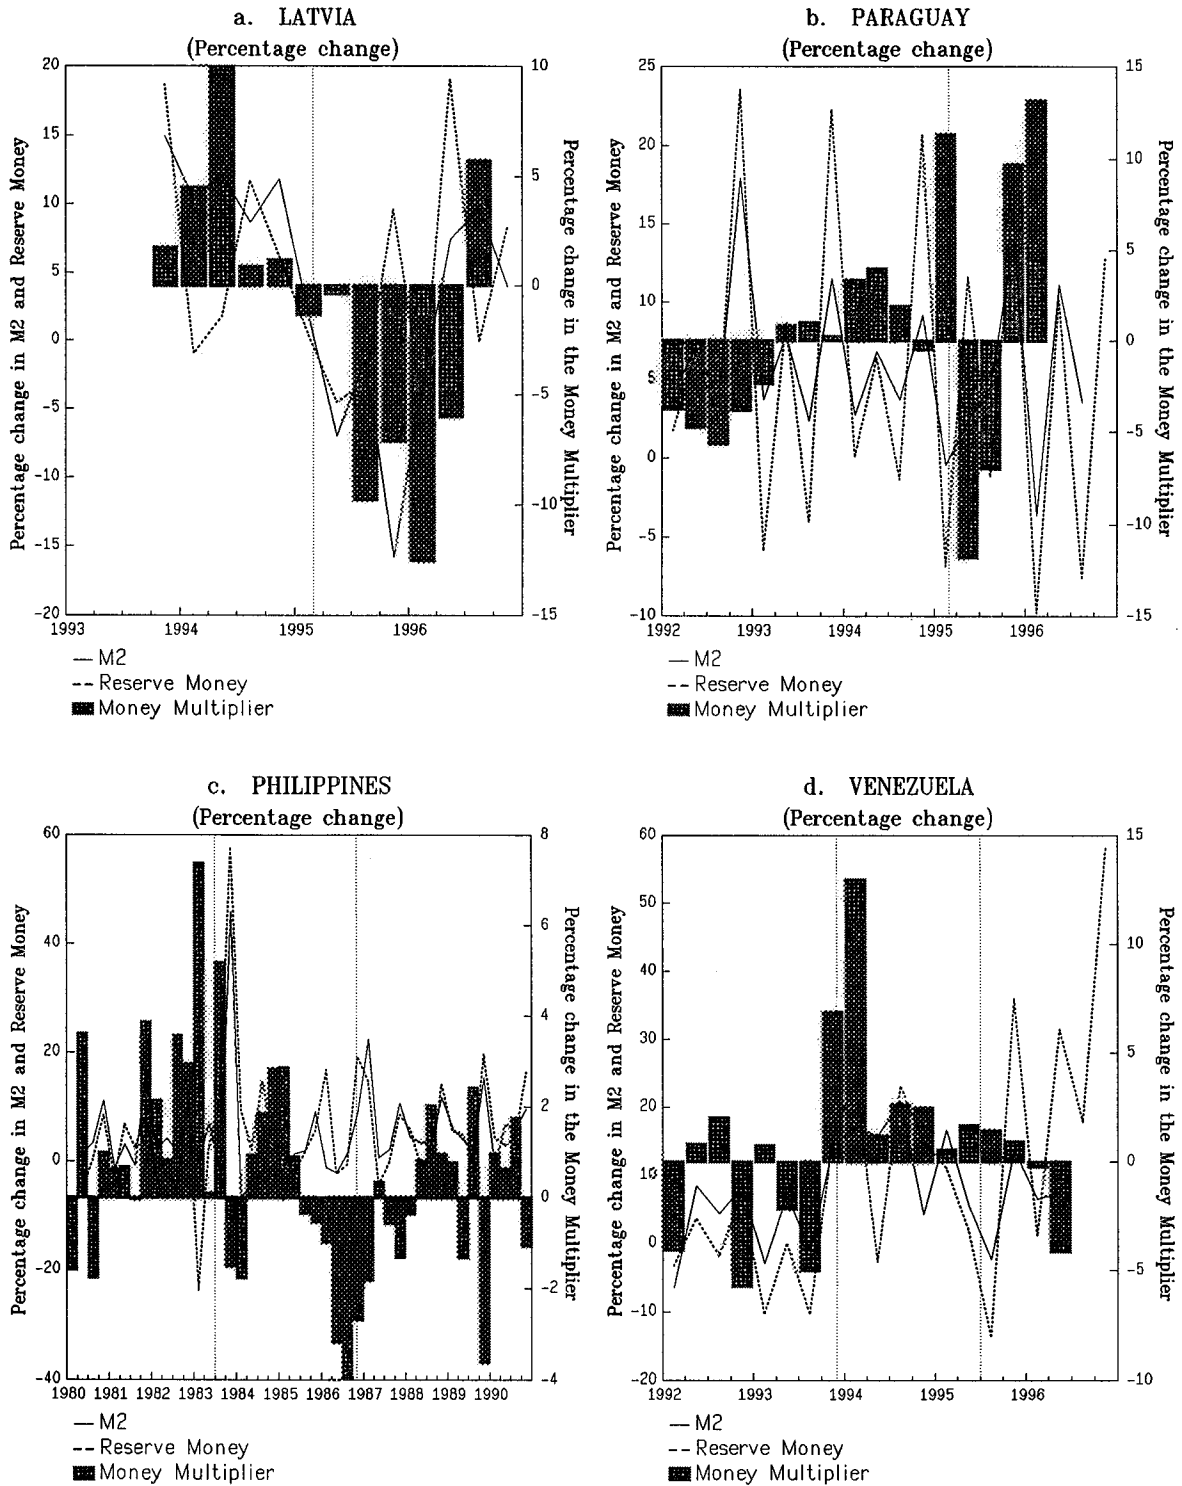 a. LATVIA
(Percentage change)
Percentage change in M2 and Reserve Money
20
15
10
5
0
-5
-10
-15
-20
10
5
0
-5
-10
-15
Percentage change in the Money Multiplier
1993 1994 1995 1996
M2
Reserve Money
Money Multiplier
b. PARAGUAY
(Percentage change)
Percentage change in M2 and Reserve Money
25
20
15
10
5
0
-5
-10
15
10
5
0
-5
-10
-15
Percentage change in the Money Multiplier
1992 1993 1994 1995 1996
M2
Reserve Money
Money Multiplier
c. PHILIPPINES
(Percentage change)
Percentage change in M2 and Reserve Money
60
40
20
0
-20
-40
8
6
4
2
0
-2
-4
Percentage change in the Money Multiplier
1980 1981 1982 1983 1984 1985 1986 1987 1988 1989 1990
M2
Reserve Money
Money Multiplier
d. VENEZUELA
(Percentage change)
Percentage change in M2 and Reserve Money
60
50
40
30
20
10
0
-10
-20
15
10
5
0
-5
-10
Percentage change in the Money Multiplier
1992 1993 1994 1995 1996
M2
Reserve Money
Money Multiplier